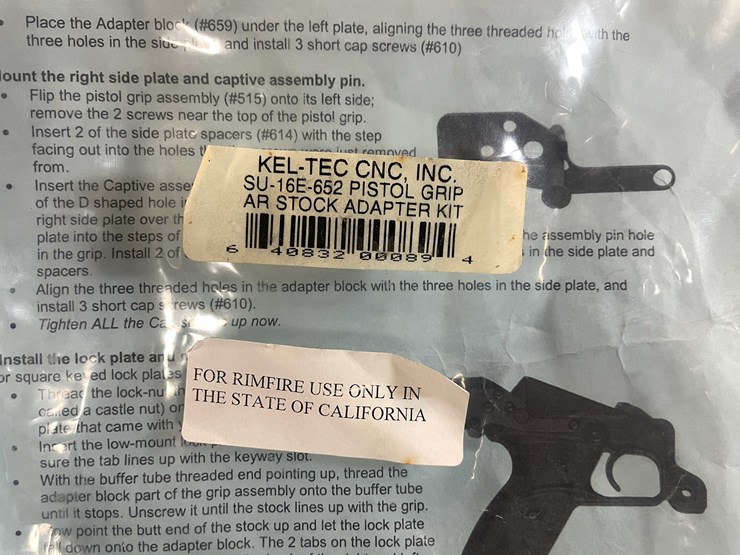 • Place the Adapter block (#659) under the left plate, aligning the three threaded with the
three holes in the side and install 3 short cap screws (#610)
ount the right side plate and captive assembly pin.
• Flip the pistol grip assembly (#515) onto its left side;
remove the 2 screws near the top of the pistol grip.
• Insert 2 of the side plate spacers (#614) with the step
facing out into the holes just removed
from.
• Insert the Captive asse
of the D shaped hole
right side plate over th
plate into the steps of he assembly pin hole
in the grip. Install 2 of in the side plate and
spacers.
• Align the three threaded holes in the adapter block with the three holes in the side plate, and
install 3 short cap screws (#610).
• Tighten ALL the up now.
KEL-TEC CNC, INC.
SU-16E-652 PISTOL GRIP
AR STOCK ADAPTER KIT
6 40832 00089 4
nstall the lock plate and
or square keyed lock plates
• Thread the lock-nu
called a castle nut) or
plate that came with
• Insert the low-mount
sure the tab lines up with the keyway slot.
• With the buffer tube threaded end pointing up, thread the
adapter block part of the grip assembly onto the buffer tube
until it stops. Unscrew it until the stock lines up with the grip.
• Now point the butt end of the stock up and let the lock plate
fall down onto the adapter block. The 2 tabs on the lock plate
FOR RIMFIRE USE ONLY IN
THE STATE OF CALIFORNIA